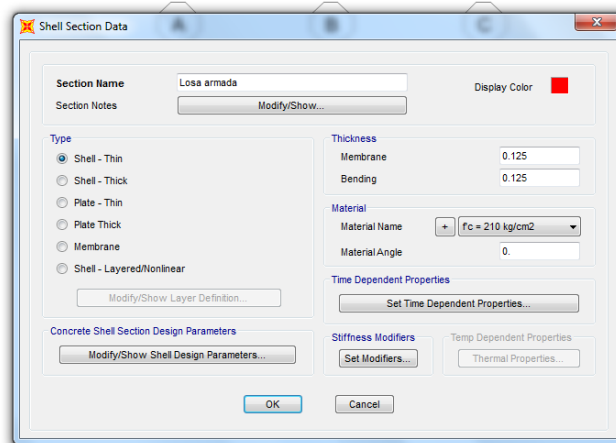 A B C
Shell Section Data
Section Name Losa armada
Display Color
Section Notes Modify/Show...
Type
Shell - Thin
Shell - Thick
Plate - Thin
Plate Thick
Membrane
Shell - Layered/Nonlinear
Modify/Show Layer Definition...
Thickness
Membrane 0.125
Bending 0.125
Material
Material Name + f'c = 210 kg/cm2
Material Angle 0.
Time Dependent Properties
Set Time Dependent Properties...
Concrete Shell Section Design Parameters
Modify/Show Shell Design Parameters...
Stiffness Modifiers
Set Modifiers...
Temp Dependent Properties
Thermal Properties...
OK Cancel